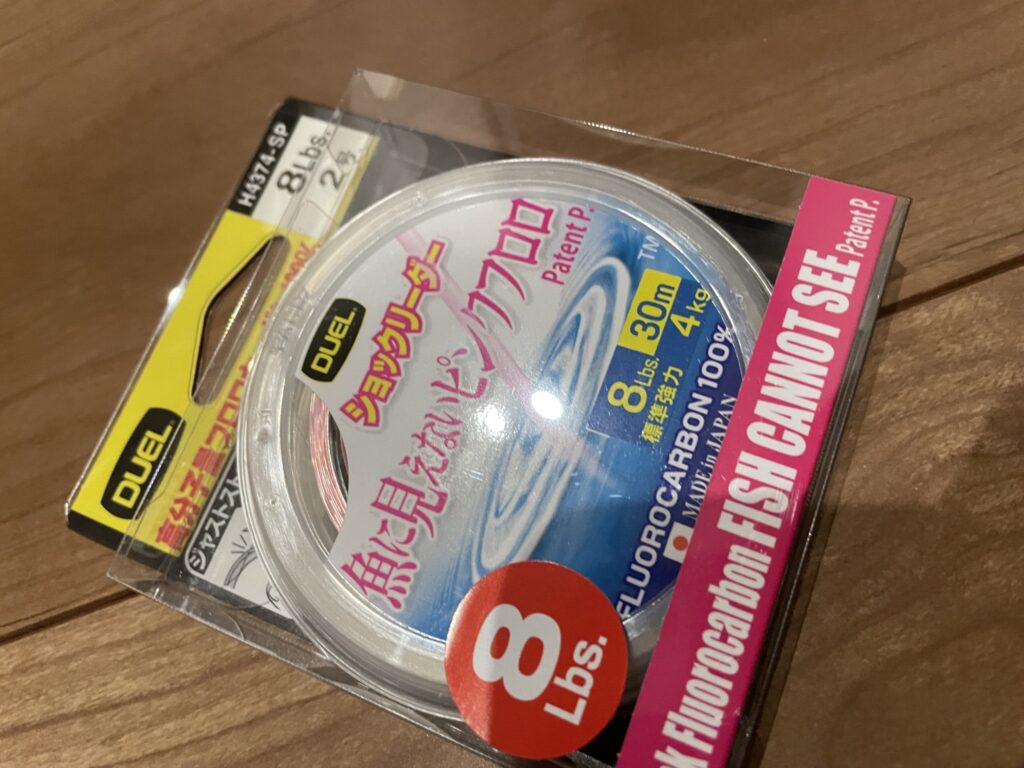 H4374-SP
8Lbs.
2号
100%
DUEL
高分子量フロロカ
ジャストスト
DUEL
ショックリーダー
魚に見えないピンクフロロ
Patent P.
TM
8Lbs. 30m
標準強力 4kg
FLUOROCARBON 100%
MADE in JAPAN
8
Lbs.
k Fluorocarbon FISH CANNOT SEE Patent P.